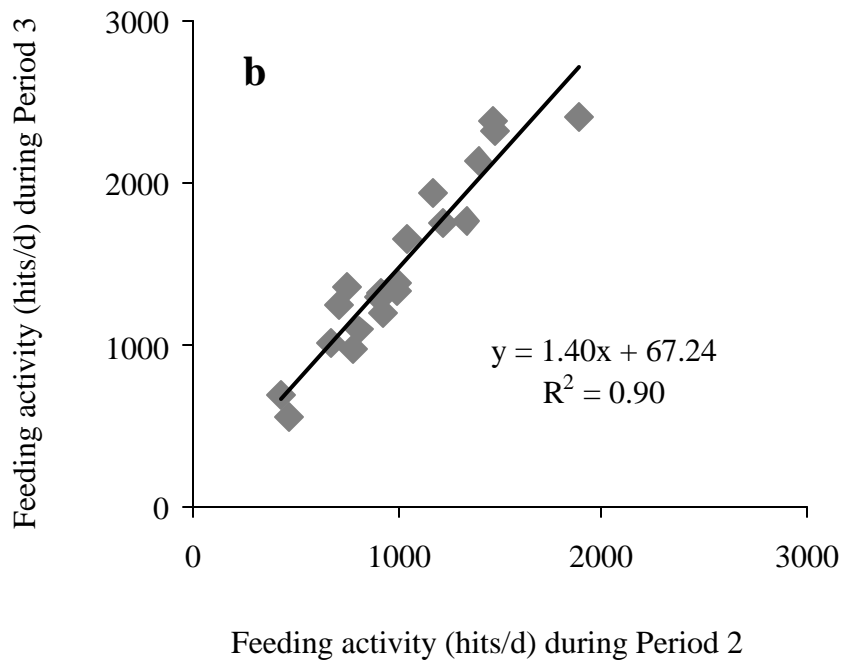 Feeding activity (hits/d) during Period 3
3000
2000
1000
0
b
y = 1.40x + 67.24
R² = 0.90
0 1000 2000 3000
Feeding activity (hits/d) during Period 2